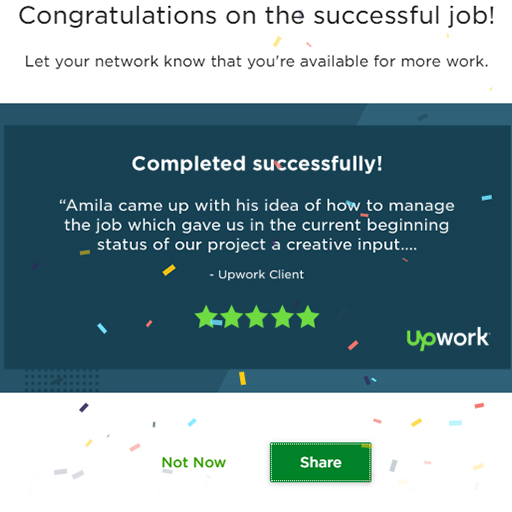 Congratulations on the successful job!
Let your network know that you're available for more work.
Completed successfully!
“Amila came up with his idea of how to manage
the job which gave us in the current beginning
status of our project a creative input....
- Upwork Client
Upwork
Not Now
Share